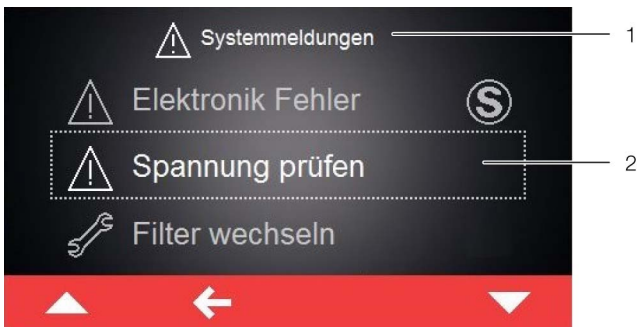 Systemmeldungen
1
Elektronik Fehler S
Spannung prüfen
2
Filter wechseln